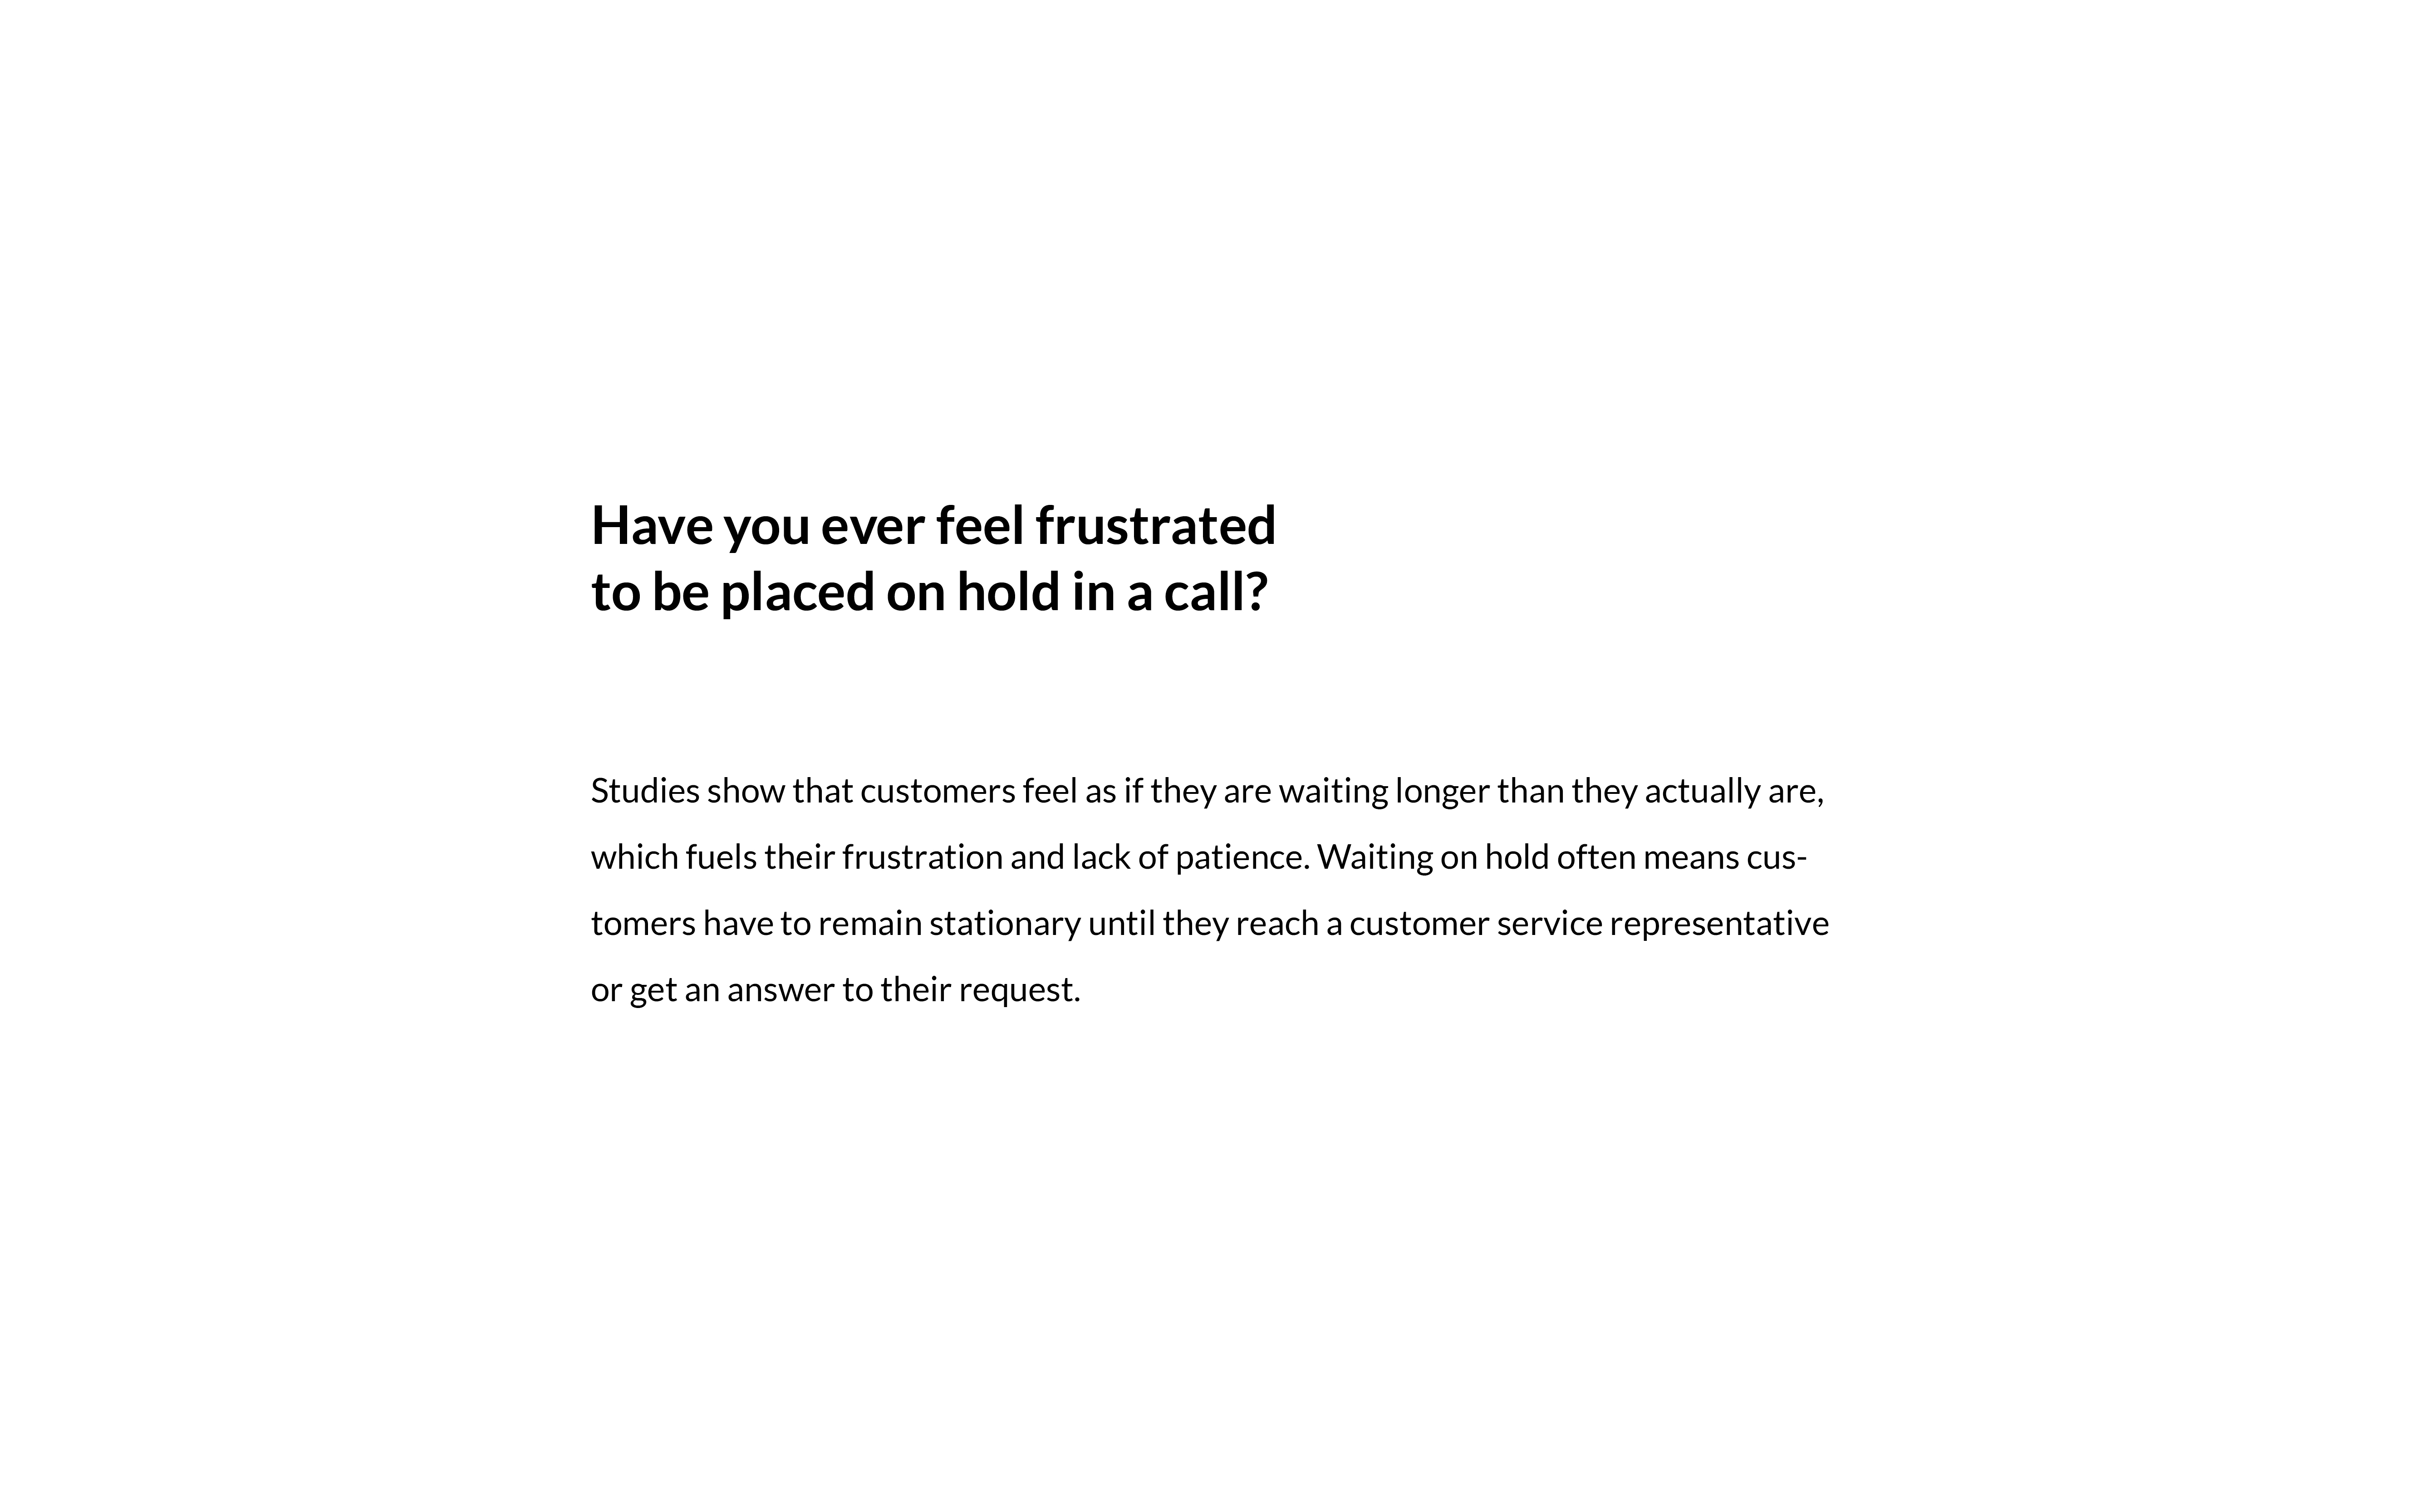 Have you ever feel frustrated
to be placed on hold in a call?
Studies show that customers feel as if they are waiting longer than they actually are,
which fuels their frustration and lack of patience. Waiting on hold often means cus-
tomers have to remain stationary until they reach a customer service representative
or get an answer to their request.